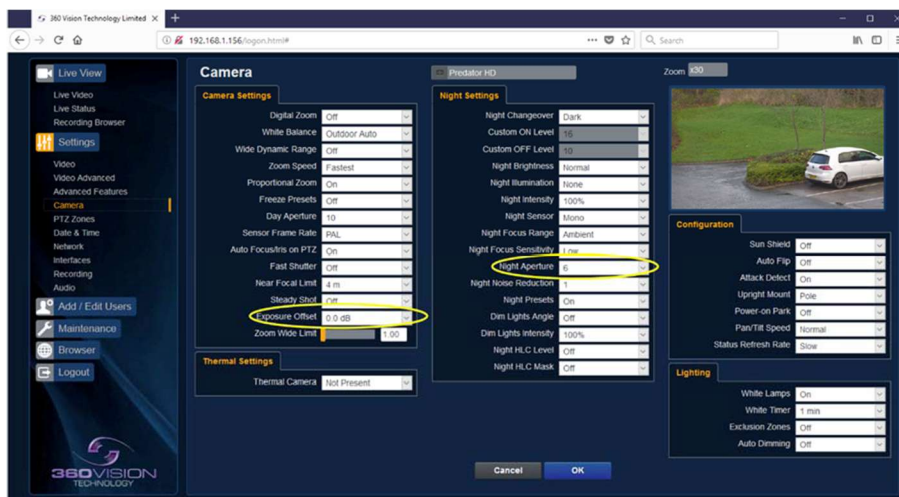 360 Vision Technology Limited
192.168.1.156/logon.html#
Search
Live View
Live Video
Live Status
Recording Browser
Settings
Video
Video Advanced
Advanced Features
Camera
PTZ Zones
Date & Time
Network
Interfaces
Recording
Audio
Add / Edit Users
Maintenance
Browser
Logout
360VISION
TECHNOLOGY
Camera
Predator HD
Zoom x30
Camera Settings
Digital Zoom Off
White Balance Outdoor Auto
Wide Dynamic Range Off
Zoom Speed Fastest
Proportional Zoom On
Freeze Presets Off
Day Aperture 10
Sensor Frame Rate PAL
Auto Focus/Iris on PTZ On
Fast Shutter Off
Near Focal Limit 4 m
Steady Shot Off
Exposure Offset 0.0 dB
Zoom Wide Limit 1.00
Thermal Settings
Thermal Camera Not Present
Night Settings
Night Changeover Dark
Custom ON Level 16
Custom OFF Level 10
Night Brightness Normal
Night Illumination None
Night Intensity 100%
Night Sensor Mono
Night Focus Range Ambient
Night Focus Sensitivity Low
Night Aperture 6
Night Noise Reduction 1
Night Presets On
Dim Lights Angle Off
Dim Lights Intensity 100%
Night HLC Level Off
Night HLC Mask Off
Configuration
Sun Shield Off
Auto Flip Off
Attack Detect On
Upright Mount Pole
Power-on Park Off
Pan/Tilt Speed Normal
Status Refresh Rate Slow
Lighting
White Lamps On
White Timer 1 min
Exclusion Zones Off
Auto Dimming Off
Cancel
OK